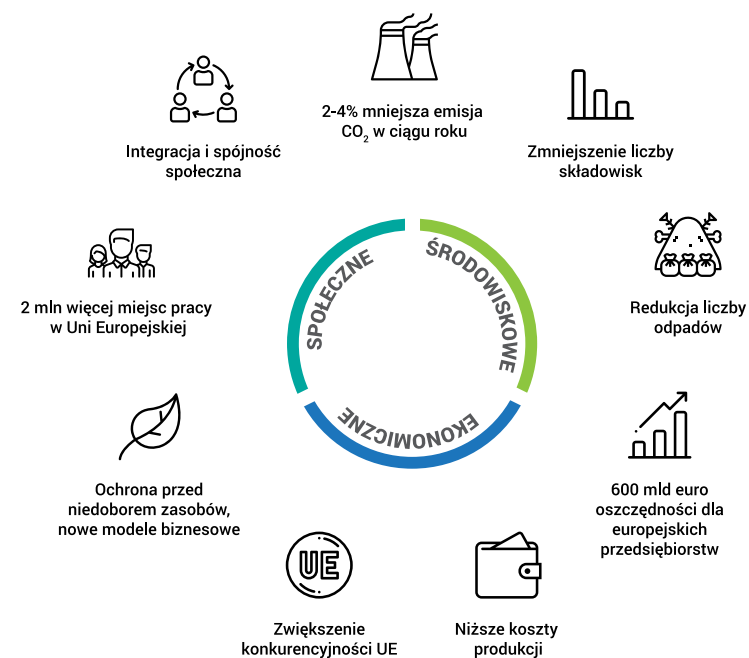 2-4% mniejsza emisja
CO₂ w ciągu roku
Integracja i spójność
społeczna
Zmniejszenie liczby
składowisk
2 mln więcej miejsc pracy
w Uni Europejskiej
Redukcja liczby
odpadów
SPOŁECZNE
ŚRODOWISKOWE
EKONOMICZNE
Ochrona przed
niedoborem zasobów,
nowe modele biznesowe
600 mld euro
oszczędności dla
europejskich
przedsiębiorstw
UE
Zwiększenie
konkurencyjności UE
Niższe koszty
produkcji